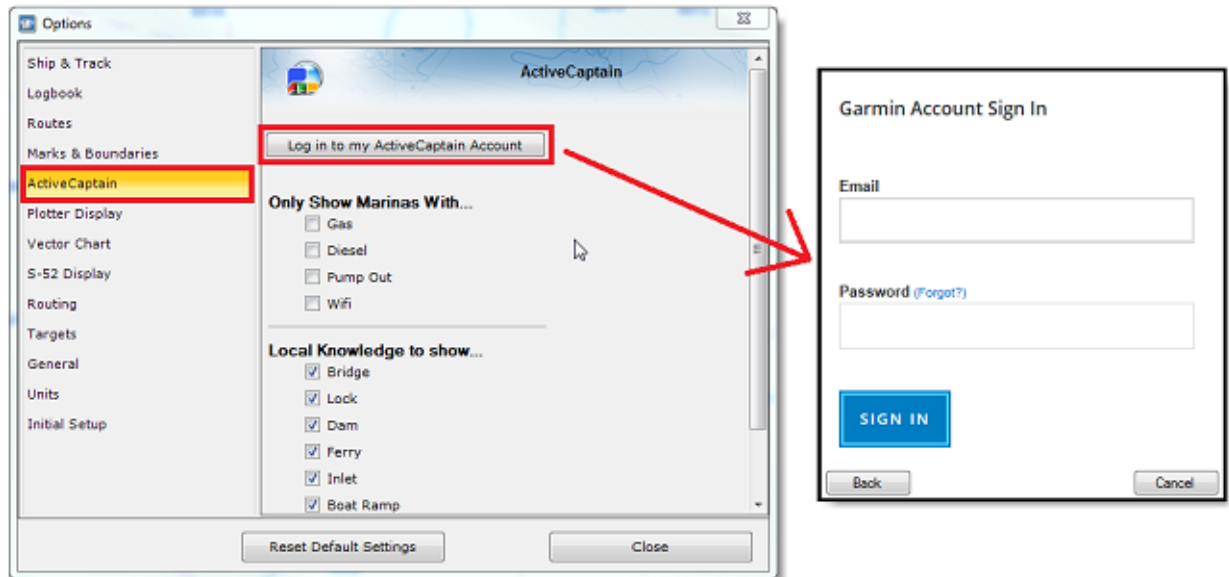 Options
Ship & Track
Logbook
Routes
Marks & Boundaries
ActiveCaptain
Plotter Display
Vector Chart
S-52 Display
Routing
Targets
General
Units
Initial Setup
ActiveCaptain
Log in to my ActiveCaptain Account
Only Show Marinas With...
Gas
Diesel
Pump Out
Wifi
Local Knowledge to show...
Bridge
Lock
Dam
Ferry
Inlet
Boat Ramp
Reset Default Settings
Close
Garmin Account Sign In
Email
Password (Forgot?)
SIGN IN
Back
Cancel